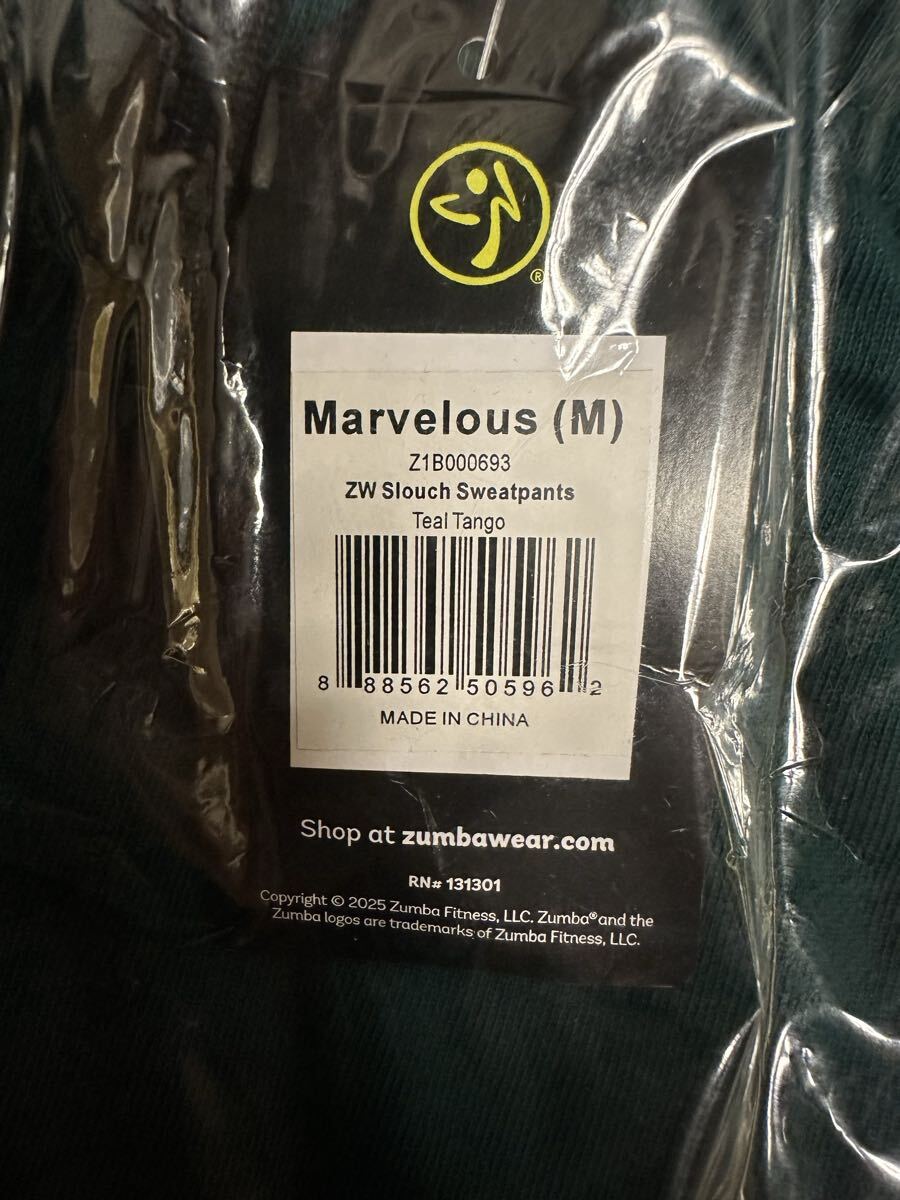 ®
Marvelous (M)
Z1B000693
ZW Slouch Sweatpants
Teal Tango
8 88562 50596 2
MADE IN CHINA
Shop at zumbawear.com
RN# 131301
Copyright © 2025 Zumba Fitness, LLC. Zumba® and the
Zumba logos are trademarks of Zumba Fitness, LLC.